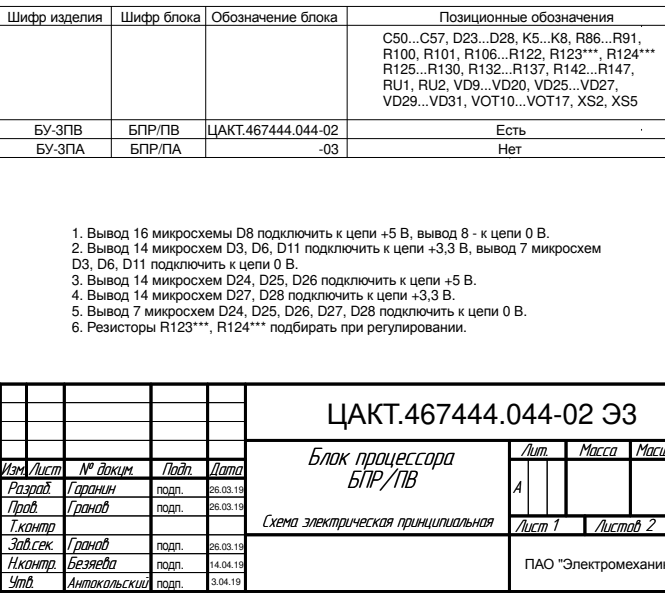 Шифр изделия Шифр блока Обозначение блока Позиционные обозначения
C50...C57, D23...D28, K5...K8, R86...R91,
R100, R101, R106...R122, R123***, R124***
R125...R130, R132...R137, R142...R147,
RU1, RU2, VD9...VD20, VD25...VD27,
VD29...VD31, VOT10...VOT17, XS2, XS5
БУ-3ПВ БПР/ПВ ЦАКТ.467444.044-02 Есть
БУ-3ПА БПР/ПА -03 Нет
1. Вывод 16 микросхемы D8 подключить к цепи +5 В, вывод 8 - к цепи 0 В.
2. Вывод 14 микросхем D3, D6, D11 подключить к цепи +3,3 В, вывод 7 микросхем
D3, D6, D11 подключить к цепи 0 В.
3. Вывод 14 микросхем D24, D25, D26 подключить к цепи +5 В.
4. Вывод 14 микросхем D27, D28 подключить к цепи +3,3 В.
5. Вывод 7 микросхем D24, D25, D26, D27, D28 подключить к цепи 0 В.
6. Резисторы R123***, R124*** подбирать при регулировании.
ЦАКТ.467444.044-02 Э3
Изм. Лист № докум. Подп. Дата
Разраб. Гаранин подп. 26.03.19
Пров. Гранов подп. 26.03.19
Т.контр
Зав.сек. Гранов подп. 26.03.19
Н.контр. Безяева подп. 14.04.19
Утв. Антокольский подп. 3.04.19
Блок процессора
БПР/ПВ
Схема электрическая принципиальная
Лит. Масса Масш
А
Лист 1 Листов 2
ПАО "Электромеханик